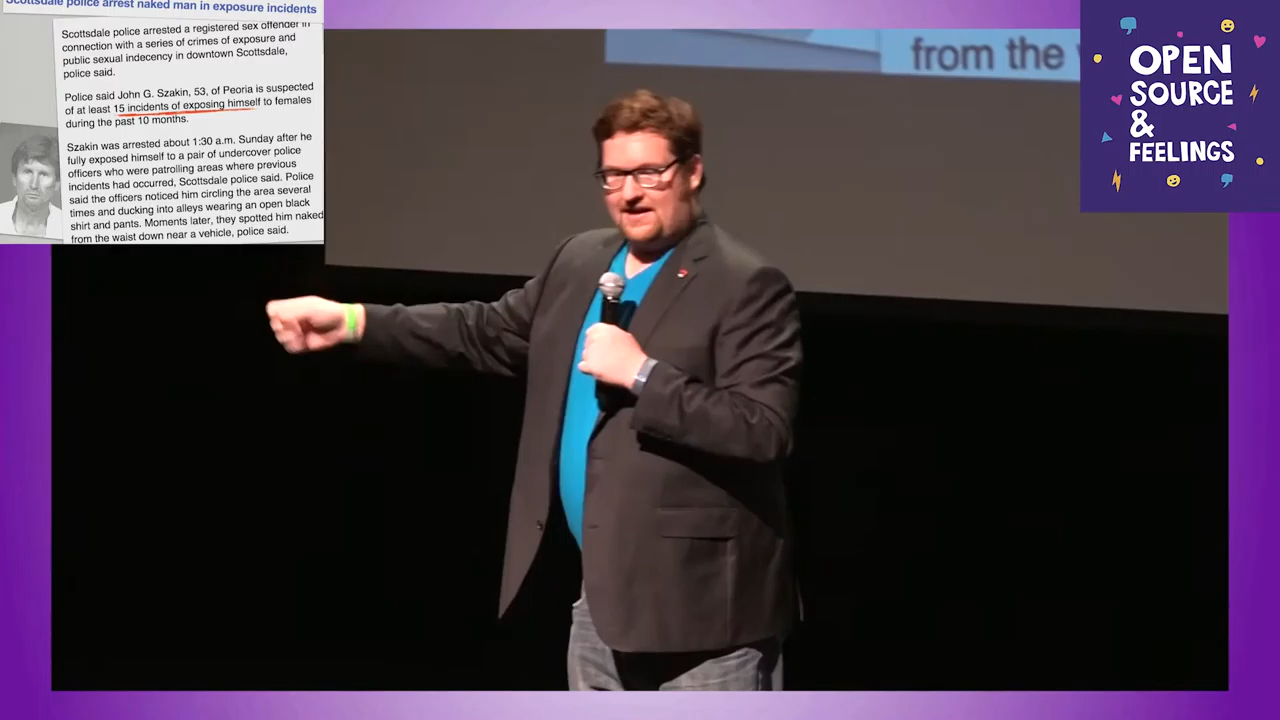 Scottsdale police arrest naked man in exposure incidents
Scottsdale police arrested a registered sex offender in
connection with a series of crimes of exposure and
public sexual indecency in downtown Scottsdale,
police said.
Police said John G. Szakin, 53, of Peoria is suspected
of at least 15 incidents of exposing himself to females
during the past 10 months.
Szakin was arrested about 1:30 a.m. Sunday after he
fully exposed himself to a pair of undercover police
officers who were patrolling areas where previous
incidents had occurred, Scottsdale police said. Police
said the officers noticed him circling the area several
times and ducking into alleys wearing an open black
shirt and pants. Moments later, they spotted him naked
from the waist down near a vehicle, police said.
from the
OPEN
SOURCE
&
FEELINGS